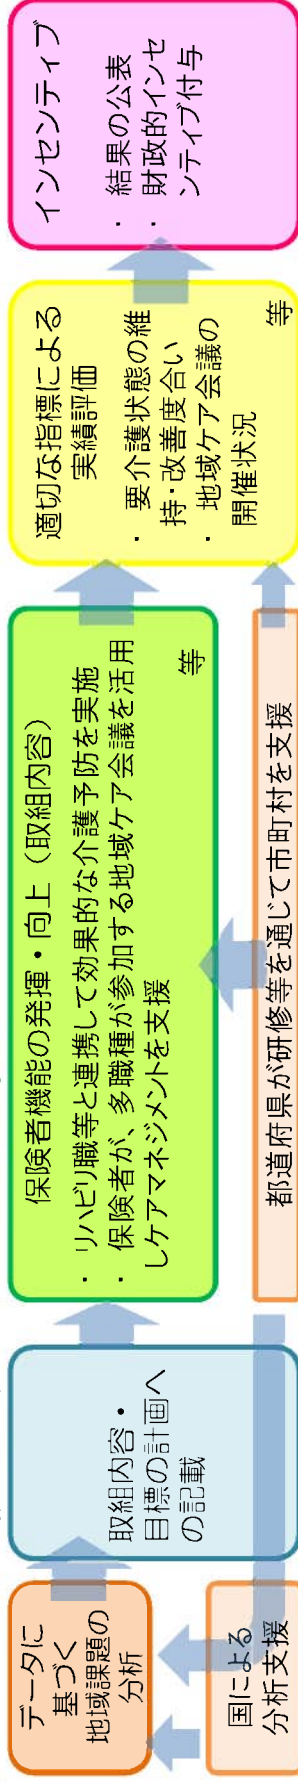 データに
基づく
地域課題の
分析
国による
分析支援
取組内容・
目標の計画へ
の記載
保険者機能の発揮・向上（取組内容）
・ リハビリ職等と連携して効果的な介護予防を実施
・ 保険者が、多職種が参加する地域ケア会議を活用
しケアマネジメントを支援
等
都道府県が研修等を通じて市町村を支援
適切な指標による
実績評価
・ 要介護状態の維
持・改善度合い
・ 地域ケア会議の
開催状況
等
インセンティブ
・ 結果の公表
・ 財政的インセ
ンティブ付与